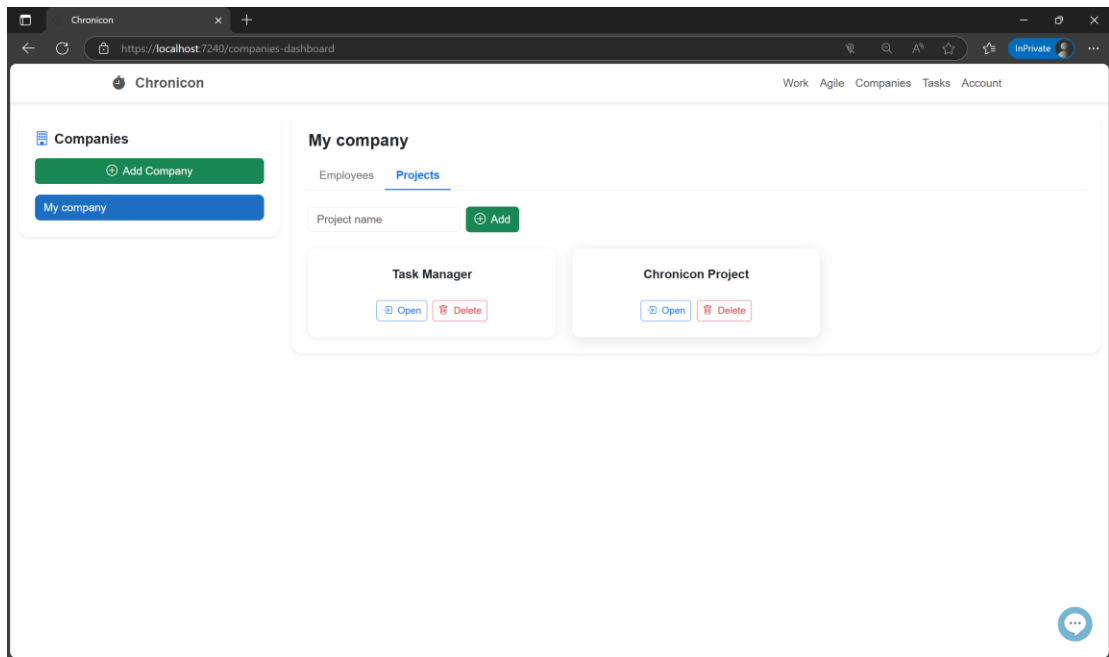 Chronicon
https://localhost:7240/companies-dashboard
InPrivate
Chronicon
Work Agile Companies Tasks Account
Companies
Add Company
My company
My company
Employees Projects
Project name Add
Task Manager
Open Delete
Chronicon Project
Open Delete